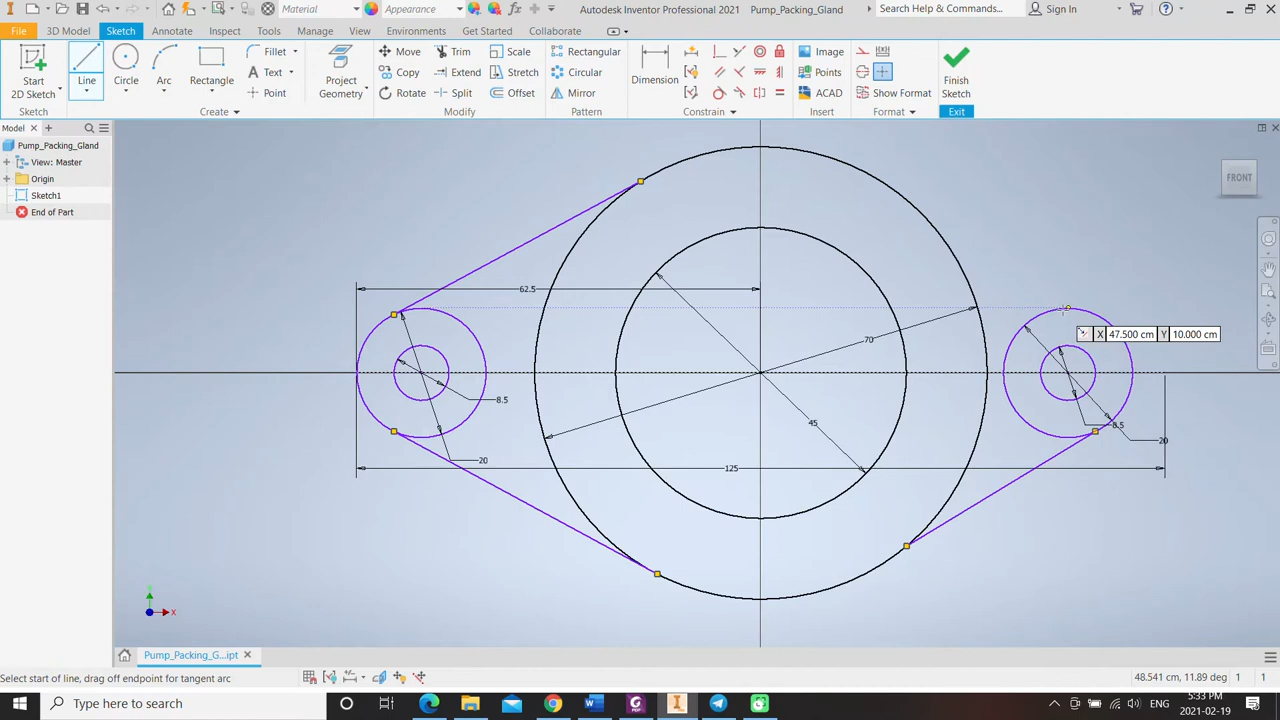 Material
Appearance
Autodesk Inventor Professional 2021 Pump_Packing_Gland
Search Help & Commands...
Sign In
File 3D Model Sketch Annotate Inspect Tools Manage View Environments Get Started Collaborate
Start 2D Sketch
Line
Circle
Arc
Rectangle
Fillet
Text
Point
Project Geometry
Move
Copy
Rotate
Trim
Extend
Split
Scale
Stretch
Offset
Rectangular
Circular
Mirror
Dimension
Image
Points
ACAD
Show Format
Finish Sketch
Sketch
Create
Modify
Pattern
Constrain
Insert
Format
Exit
Model
Pump_Packing_Gland
View: Master
Origin
Sketch1
End of Part
FRONT
62.5
70
X 47.500 cm Y 10.000 cm
8.5
45
8.5
20
20
125
Y
X
Pump_Packing_G...ipt
Select start of line, drag off endpoint for tangent arc
48.541 cm, 11.89 deg 1 1
Type here to search
ENG
5:33 PM
2021-02-19